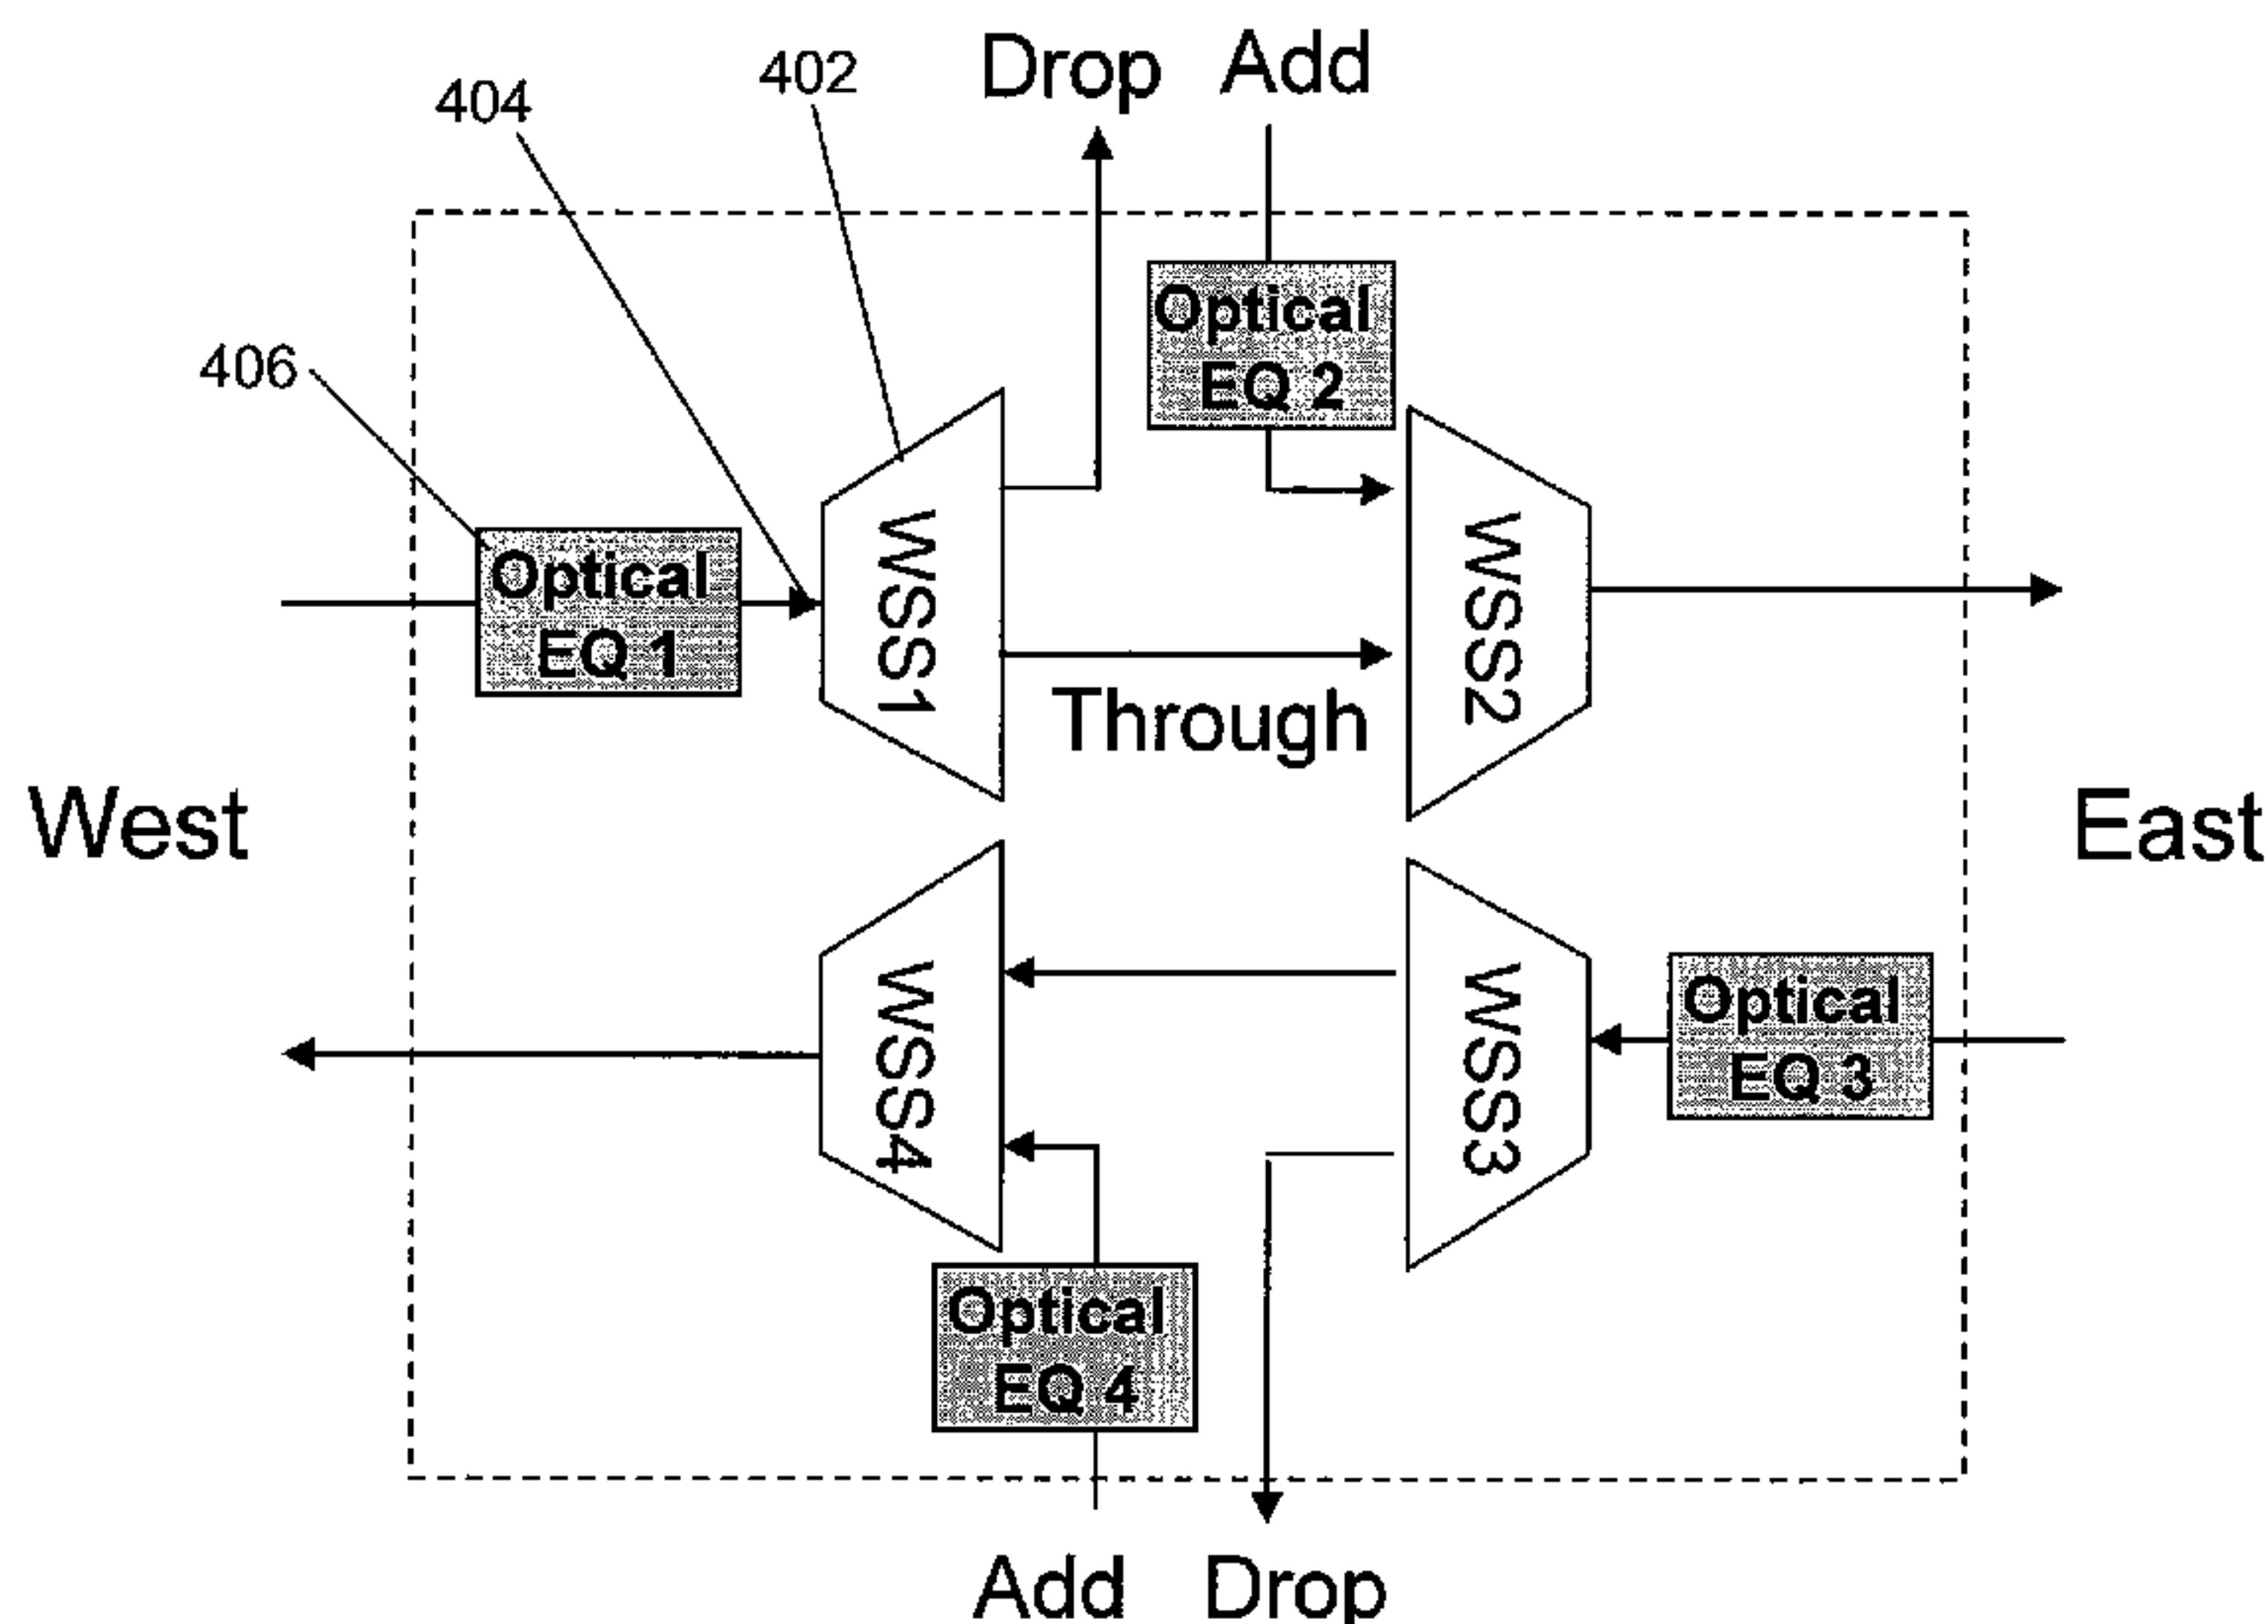 Drop Add
402
404
Optical
EQ 2
406
Optical
EQ 1
WSS1
WSS2
Through
West
East
WSS4
WSS3
Optical
EQ 3
Optical
EQ 4
Add Drop